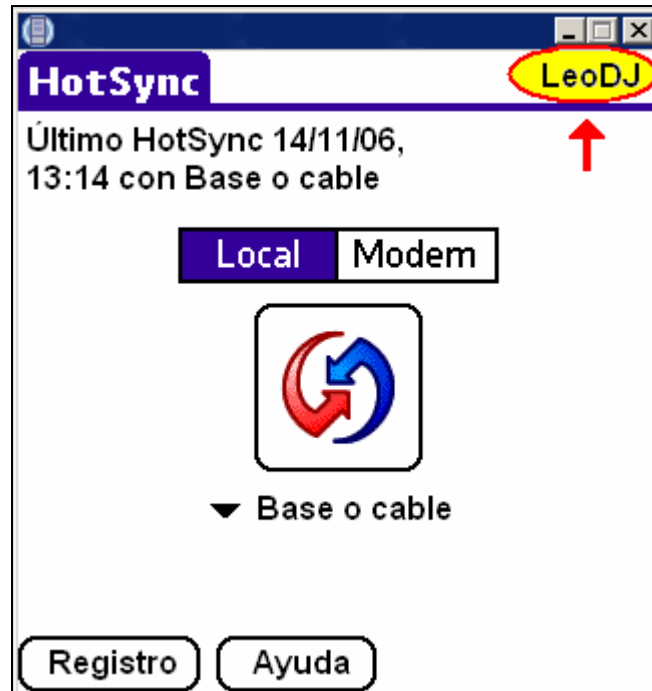 HotSync
LeoDJ
Último HotSync 14/11/06,
13:14 con Base o cable
Local Modem
Base o cable
Registro Ayuda